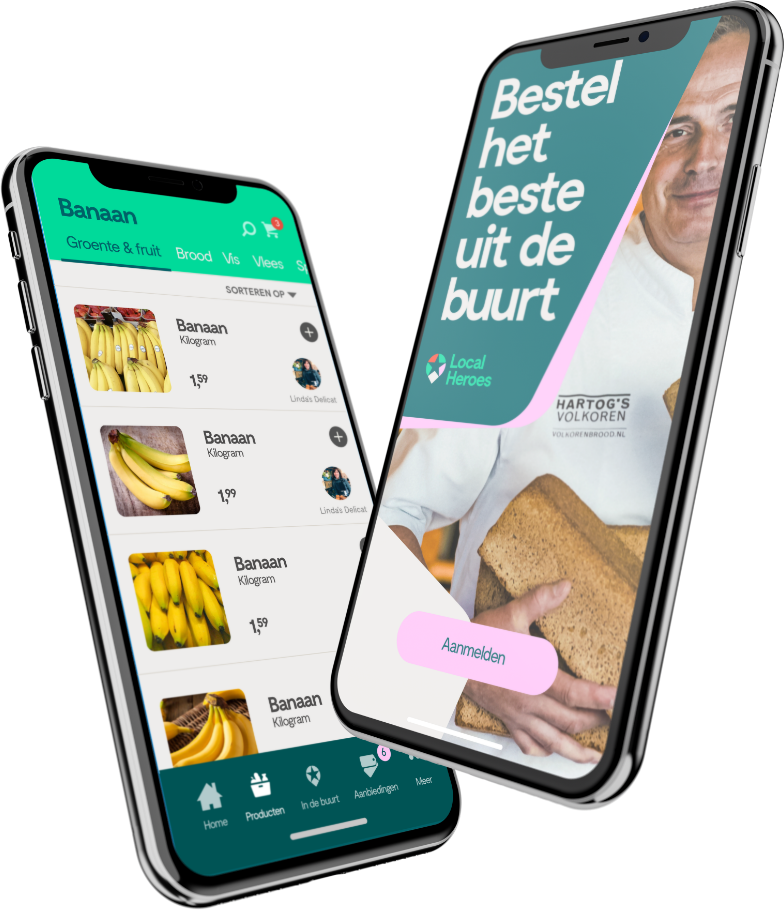 Banaan
3
Groente & fruit Brood Vis Vlees
SORTEREN OP
Banaan
Kilogram
1,59
Linda's Delicat
Banaan
Kilogram
1,99
Linda's Delicat
Banaan
Kilogram
1,59
Banaan
Kilogram
6
Home Producten In de buurt Aanbiedingen Meer
Bestel
het
beste
uit de
buurt
Local
Heroes
HARTOG'S
VOLKOREN
VOLKORENBROOD.NL
Aanmelden